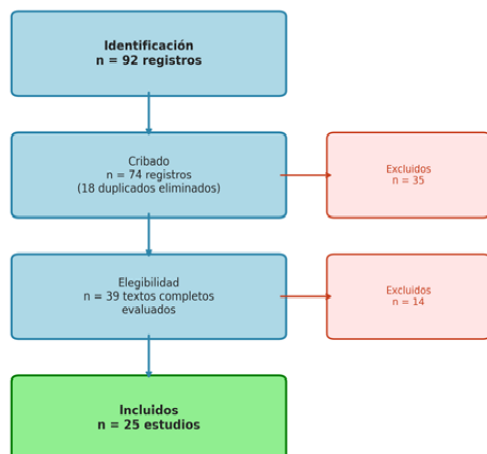 Identificación
n = 92 registros
Cribado
n = 74 registros
(18 duplicados eliminados)
Excluidos
n = 35
Elegibilidad
n = 39 textos completos
evaluados
Excluidos
n = 14
Incluidos
n = 25 estudios